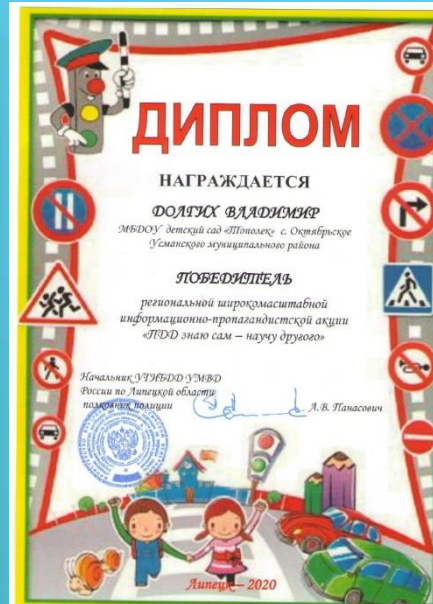 ДИПЛОМ
НАГРАЖДАЕТСЯ
ДОЛГИХ ВЛАДИМИР
МБДОУ детский сад «Тополек» с. Октябрьское
Усманского муниципального района
ПОБЕДИТЕЛЬ
региональной широкомасштабной
информационно-пропагандистской акции
«ПДД знаю сам – научу другого»
Начальник УГИБДД УМВД
России по Липецкой области
полковник полиции А.В. Панасович
Липецк – 2020